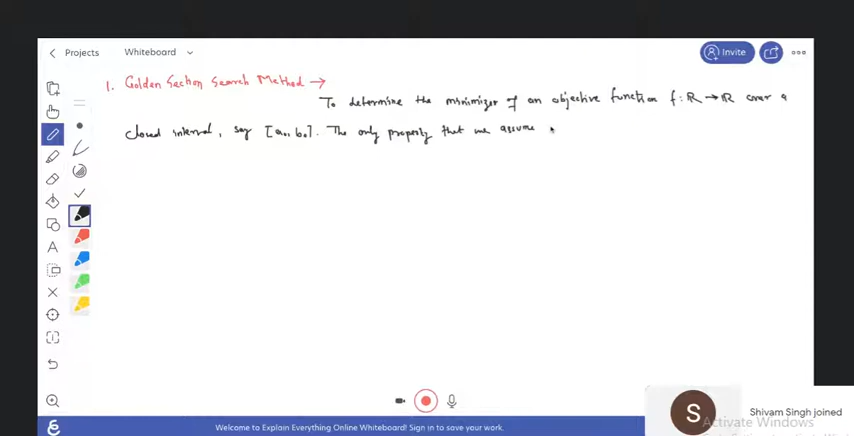 Projects
Whiteboard
Invite
1. Golden Section Search Method →
To determine the minimizer of an objective function f: ℝ → ℝ over a
closed interval, say [a₀, b₀]. The only property that we assume
A
S
Shivam Singh joined
Activate Windows
Welcome to Explain Everything Online Whiteboard! Sign in to save your work.